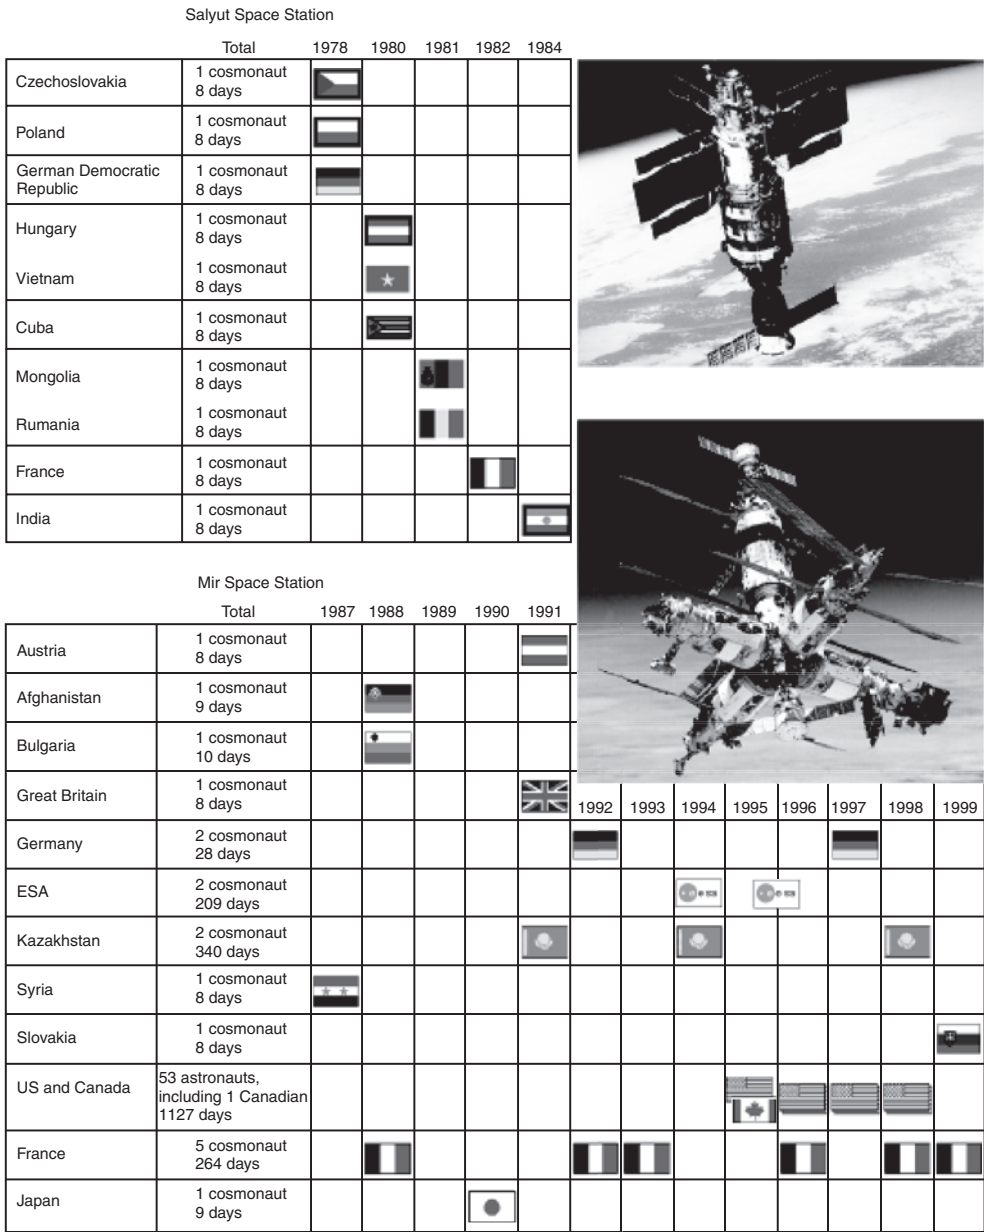 Salyut Space Station
Total 1978 1980 1981 1982 1984
Czechoslovakia 1 cosmonaut
8 days
Poland 1 cosmonaut
8 days
German Democratic
Republic 1 cosmonaut
8 days
Hungary 1 cosmonaut
8 days
Vietnam 1 cosmonaut
8 days
Cuba 1 cosmonaut
8 days
Mongolia 1 cosmonaut
8 days
Rumania 1 cosmonaut
8 days
France 1 cosmonaut
8 days
India 1 cosmonaut
8 days
Mir Space Station
Total 1987 1988 1989 1990 1991
Austria 1 cosmonaut
8 days
Afghanistan 1 cosmonaut
9 days
Bulgaria 1 cosmonaut
10 days
Great Britain 1 cosmonaut
8 days
1992 1993 1994 1995 1996 1997 1998 1999
Germany 2 cosmonaut
28 days
ESA 2 cosmonaut
209 days
Kazakhstan 2 cosmonaut
340 days
Syria 1 cosmonaut
8 days
Slovakia 1 cosmonaut
8 days
US and Canada 53 astronauts,
including 1 Canadian
1127 days
France 5 cosmonaut
264 days
Japan 1 cosmonaut
9 days